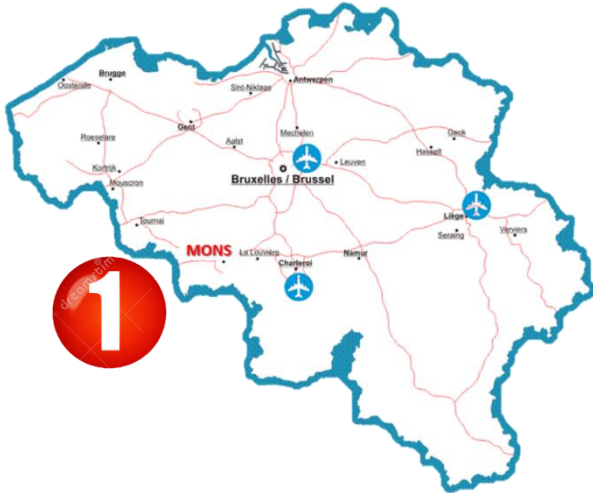 Brugge
Oostende
Antwerpen
Sint-Niklaas
Gent
Roeselare
Aalst
Mechelen
Genk
Hasselt
Leuven
Kortrijk
Bruxelles / Brussel
Mouscron
Tournai
Liège
Seraing
Verviers
MONS
La Louvière
Charleroi
Namur
1